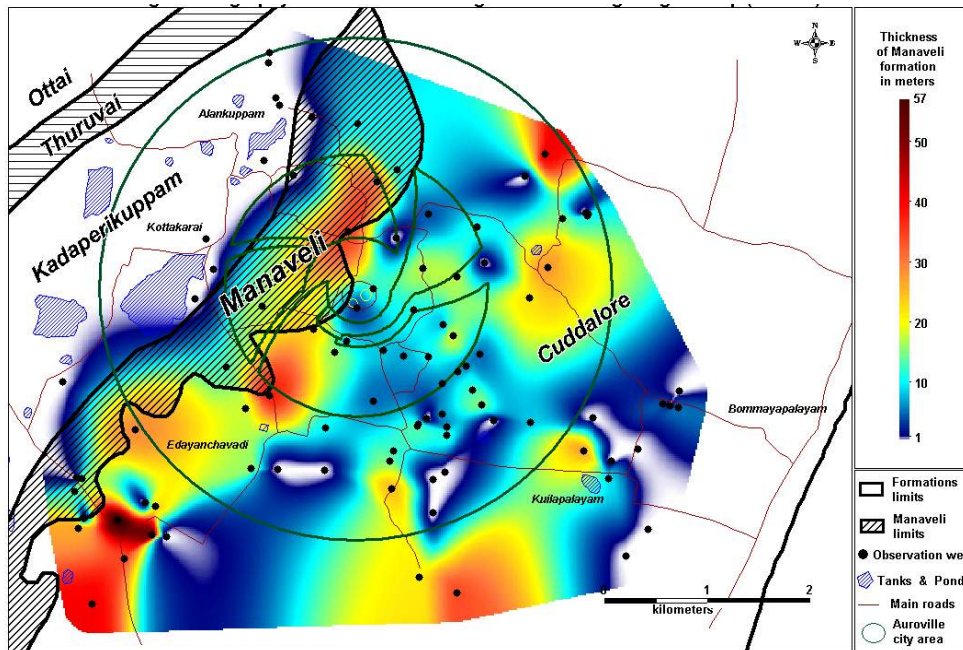 N
W E
S
Ottai
Thuruvai
Alankuppam
Kadaperikuppam
Kottakarai
Manaveli
Cuddalore
Bommayapalayam
Edayanchavadi
Kuilapalayam
0 1 2
kilometers
Thickness
of Manaveli
formation
in meters
57
50
40
30
20
10
1
Formations
limits
Manaveli
limits
Observation we
Tanks & Pond
Main roads
Auroville
city area